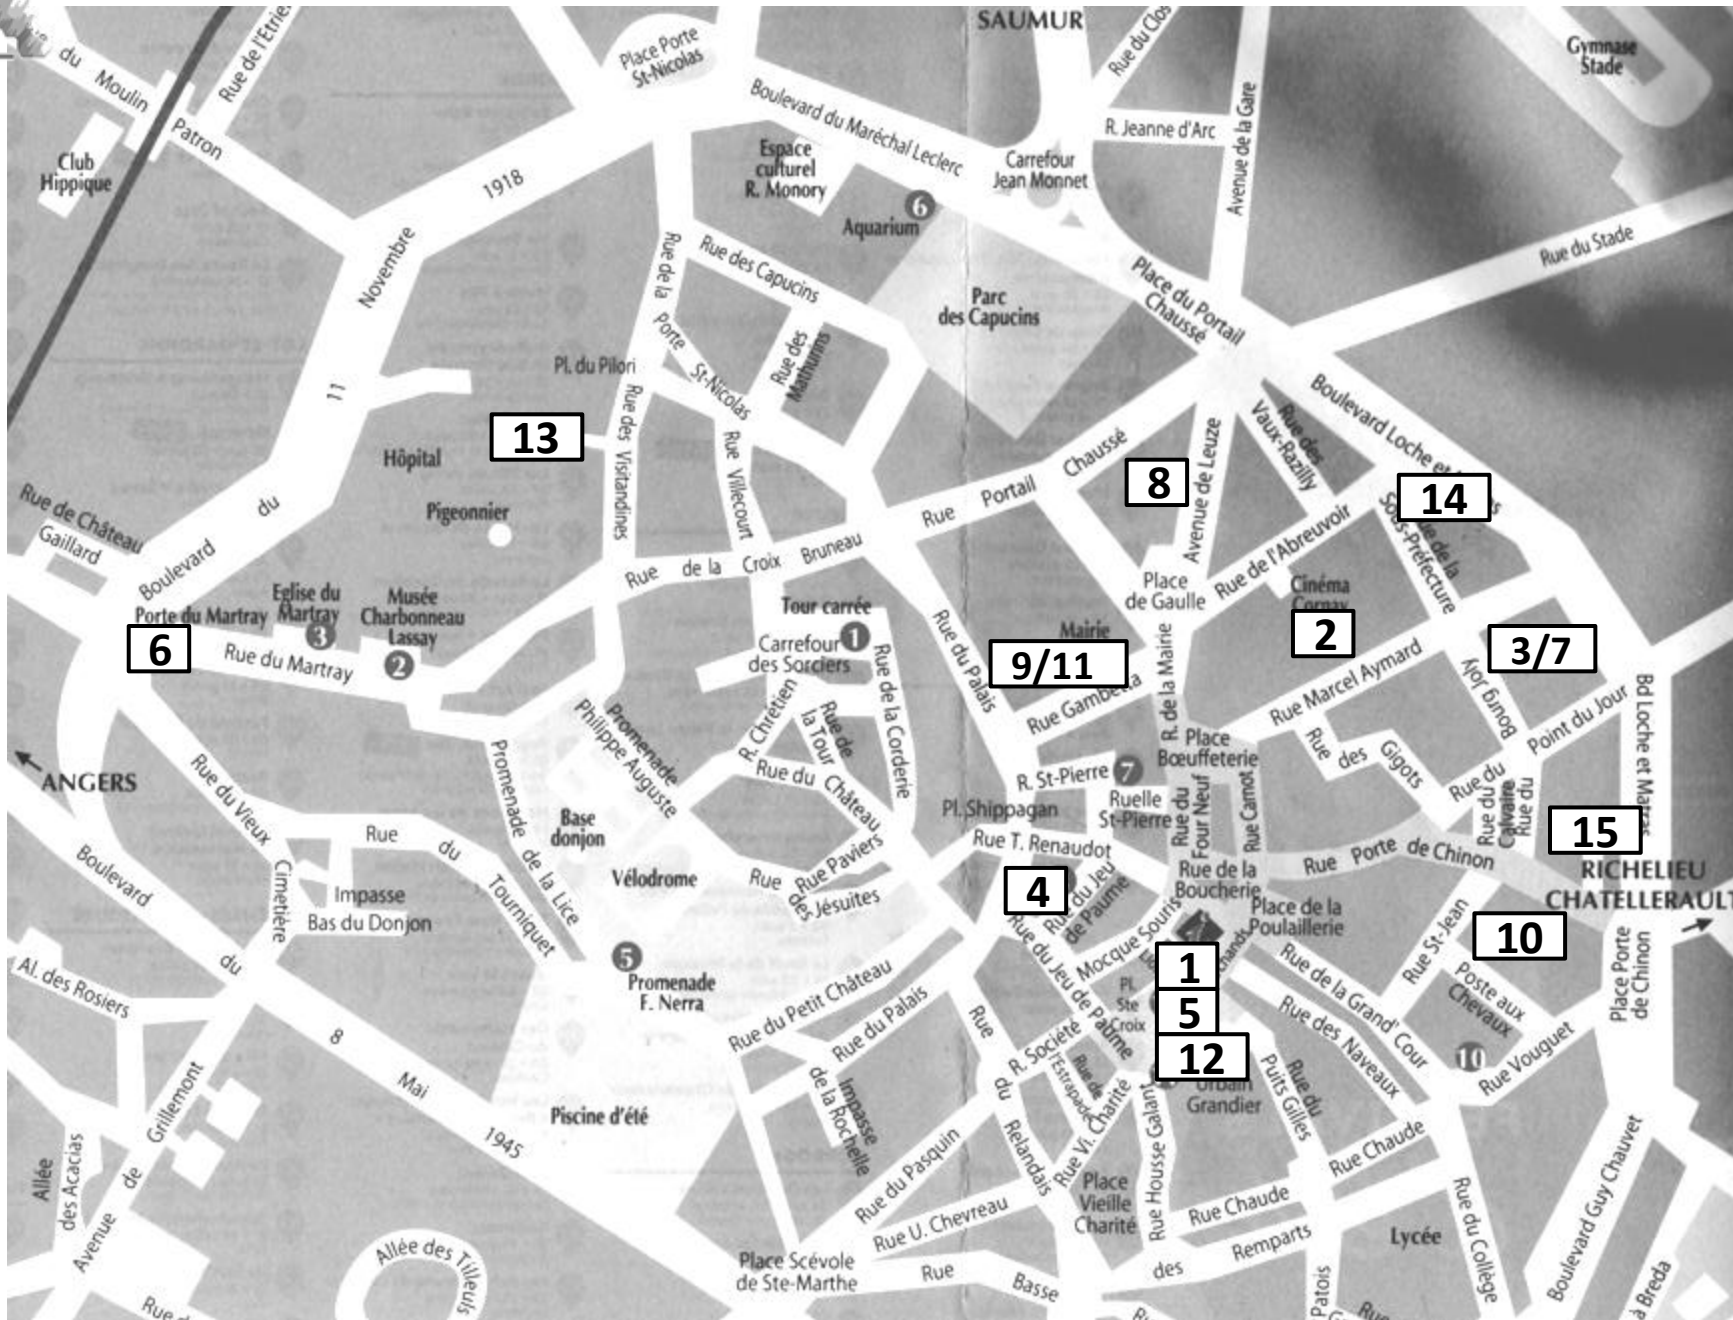 SAUMUR
Gymnase
Stade
du Moulin
Patron
Rue de l'Etrier
Place Porte
St-Nicolas
Rue du Clos
Boulevard du Maréchal Leclerc
R. Jeanne d'Arc
Avenue de la Gare
Carrefour
Jean Monnet
Club
Hippique
Espace
culturel
R. Monory
1918
6
Aquarium
Novembre
Rue de la
Porte
St-Nicolas
Rue des Capucins
Parc
des Capucins
Place du Portail
Chaussé
Rue du Stade
Rue des
Mathurins
Pl. du Pilori
11
13
Rue des Visitandines
Rue Villecourt
Hôpital
Pigeonnier
Boulevard Loche et
Rue des
Vaux-Razilly
Rue Portail Chaussé
8
Avenue de Leuze
14
Rue de la
Sous-Préfecture
Rue de Château
Gaillard
du
Boulevard
Rue de la Croix Bruneau
Rue de l'Abreuvoir
Place
de Gaulle
Cinéma
Cornay
2
Porte du Martray
6
Eglise du
Martray
3
Musée
Charbonneau
Lassay
2
Rue du Martray
Tour carrée
1
Carrefour
des Sorciers
Rue de la Corderie
Rue du Palais
Mairie
9/11
Rue Gambetta
R. de la Mairie
Rue Marcel Aymard
3/7
Bourg Joly
Point du Jour
Rue du
Bd Loche et Matras
Promenade
Philippe Auguste
R. Chrétien
Rue de
la Tour
Rue du Château
Place
Bœuffeterie
Rue des Gigots
R. St-Pierre
7
Ruelle
St-Pierre
Rue du
Four Neuf
Rue Carnot
Rue du
Calvaire
Rue du
15
ANGERS
Rue du Vieux
Cimetière
Promenade de la Lice
Base
donjon
Vélodrome
Pl. Shippagan
Rue T. Renaudot
Rue Porte de Chinon
RICHELIEU
CHATELLERAULT
Boulevard
du
8
Mai
1945
Rue du Tourniquet
Impasse
Bas du Donjon
Rue Paviers
Rue des Jésuites
4
Rue du Jeu
de Paume
Rue du Jeu de Paume
Mocque Souris
Rue de la
Boucherie
Place de la
Poulaillerie
Rue St-Jean
10
Place Porte
de Chinon
Al. des Rosiers
5
Promenade
F. Nerra
Rue du Petit Château
Rue du Palais
1
5
12
Pl.
Ste
Croix
Rue de la Grand' Cour
Rue des Naveaux
Poste aux
Chevaux
10
Rue Vouguet
Rue
du
Relandais
R. Société
Rue de
l'Estrapade
Rue Vi. Charité
Urbain
Grandier
Rue du
Puits Gilles
Impasse
de la Rochelle
Piscine d'été
Avenue de Grillemont
Allée
des Acacias
Rue du Pasquin
Rue U. Chevreau
Place
Vieille
Charité
Rue Housse Galant
Rue Chaude
Rue Chaude
Lycée
Rue du Collège
Boulevard Guy Chauvet
Allée des Tilleuls
Place Scévole
de Ste-Marthe
Rue Basse
des Remparts
Patois
à Breda